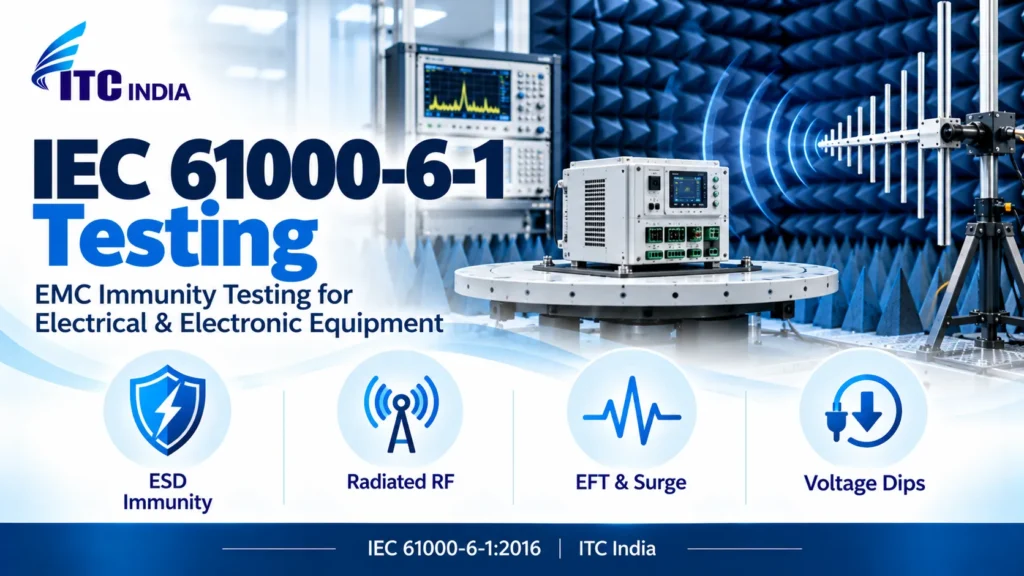 ITC INDIA
IEC 61000-6-1
Testing
EMC Immunity Testing for
Electrical & Electronic Equipment
ESD
Immunity
Radiated RF
EFT & Surge
Voltage Dips
IEC 61000-6-1:2016 | ITC India